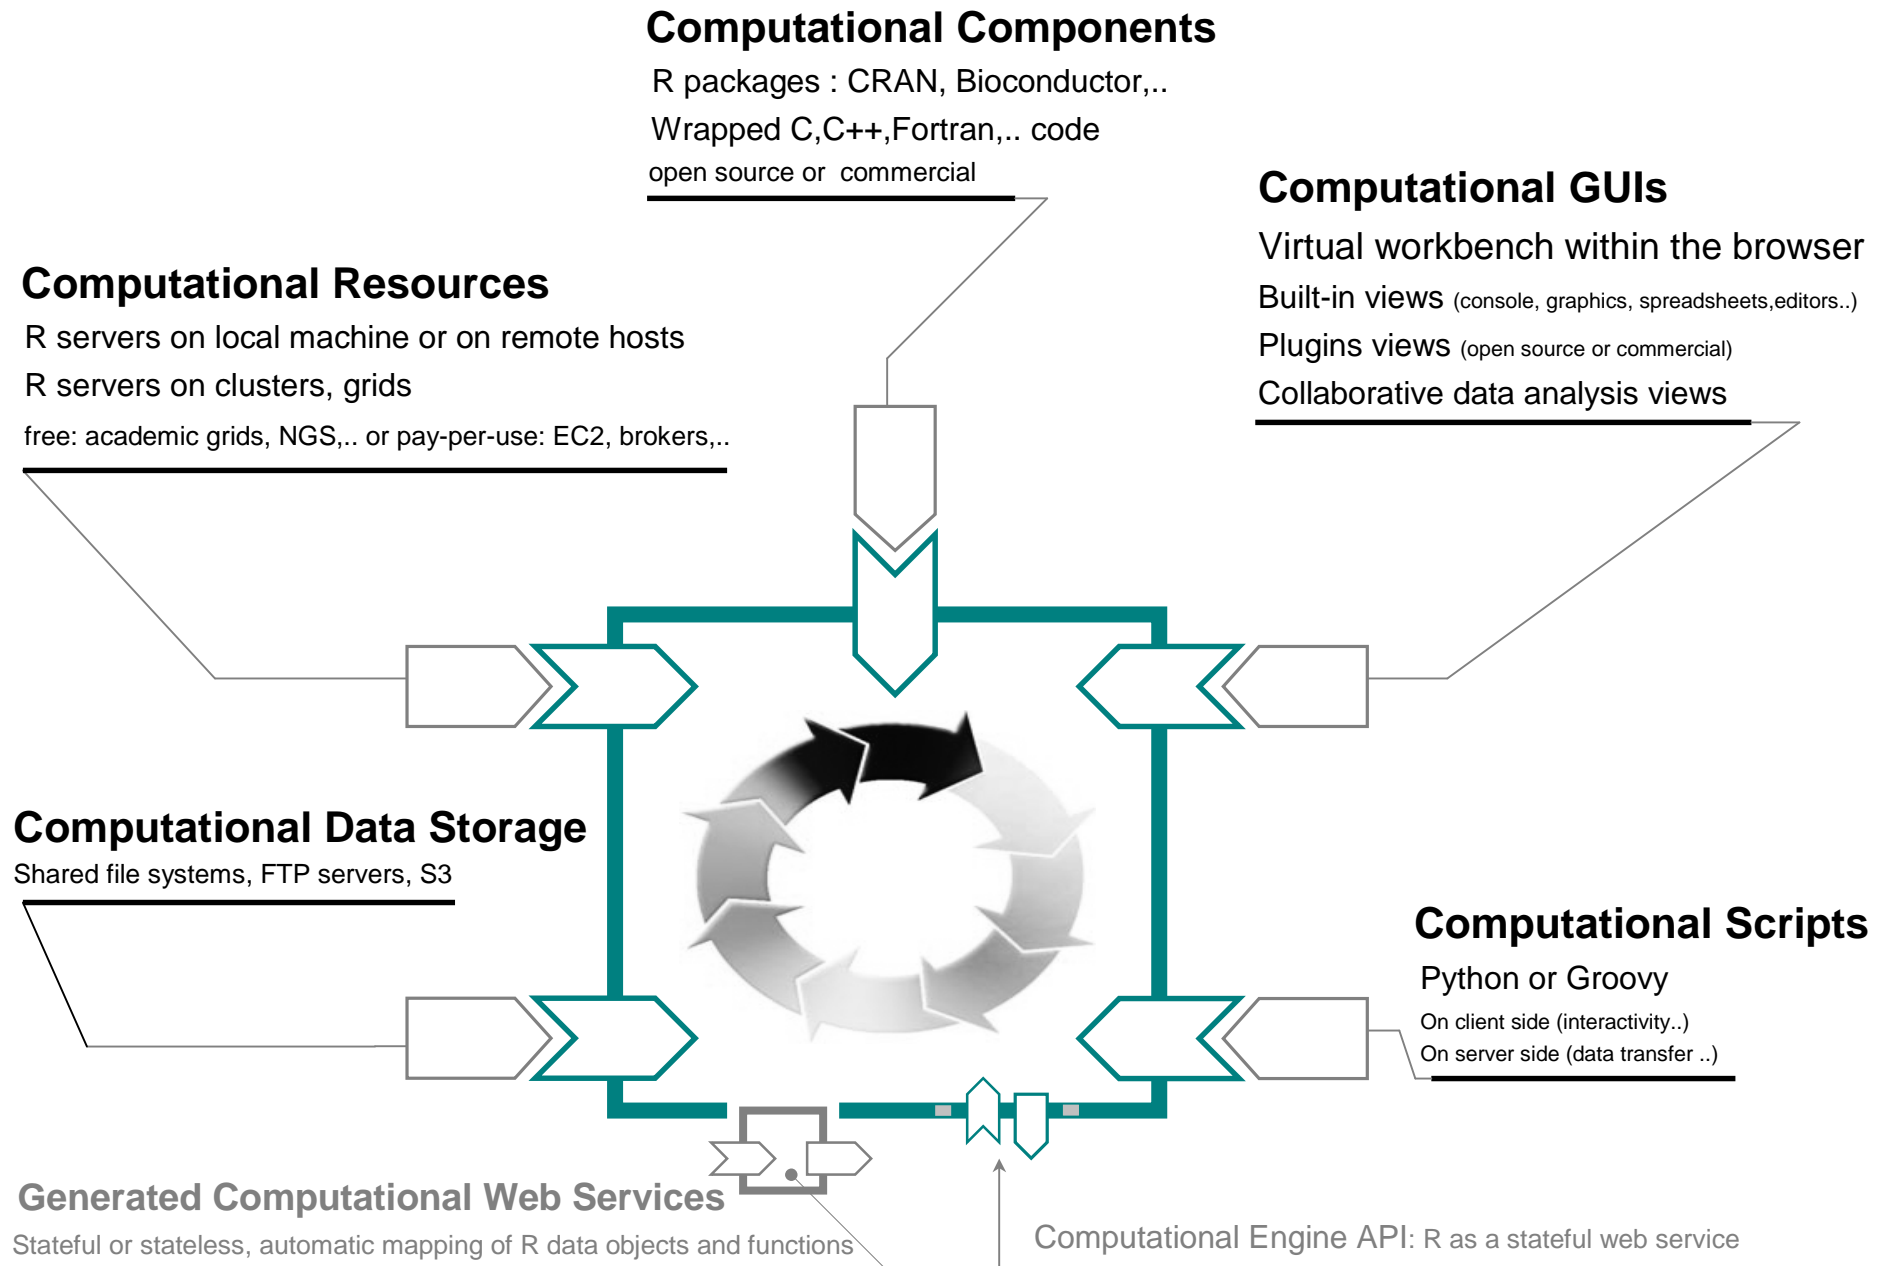 Computational Components
R packages : CRAN, Bioconductor,..
Wrapped C,C++,Fortran,.. code
open source or commercial
Computational GUIs
Virtual workbench within the browser
Built-in views (console, graphics, spreadsheets,editors..)
Plugins views (open source or commercial)
Collaborative data analysis views
Computational Resources
R servers on local machine or on remote hosts
R servers on clusters, grids
free: academic grids, NGS,.. or pay-per-use: EC2, brokers,..
Computational Data Storage
Shared file systems, FTP servers, S3
Computational Scripts
Python or Groovy
On client side (interactivity..)
On server side (data transfer ..)
Generated Computational Web Services
Stateful or stateless, automatic mapping of R data objects and functions
Computational Engine API: R as a stateful web service